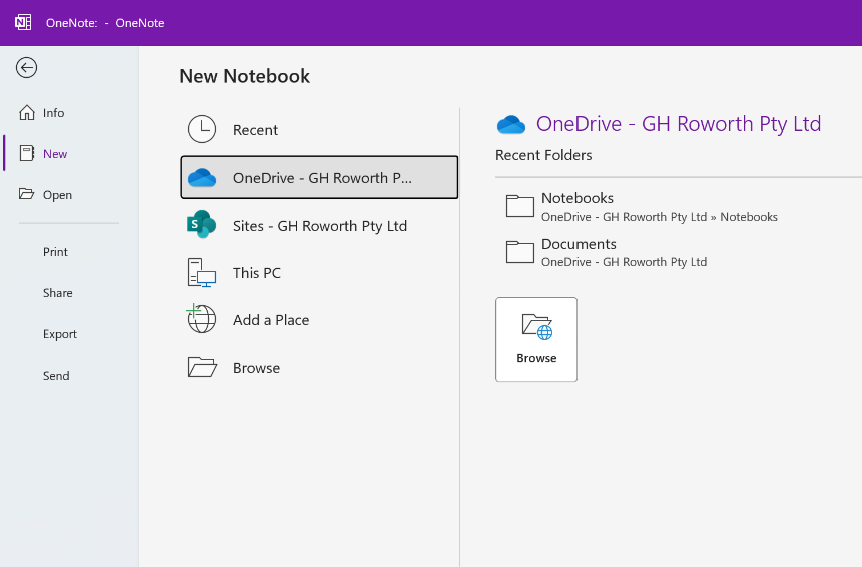 OneNote: - OneNote
Info
New
Open
Print
Share
Export
Send
New Notebook
Recent
OneDrive - GH Roworth P...
Sites - GH Roworth Pty Ltd
This PC
Add a Place
Browse
OneDrive - GH Roworth Pty Ltd
Recent Folders
Notebooks
OneDrive - GH Roworth Pty Ltd » Notebooks
Documents
OneDrive - GH Roworth Pty Ltd
Browse